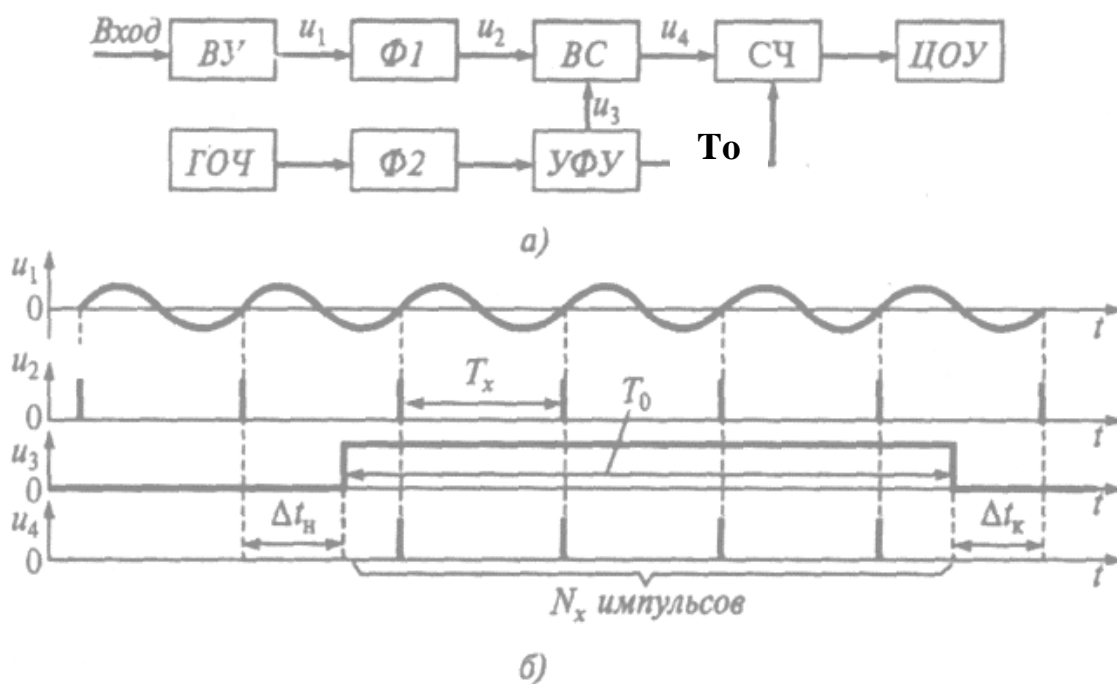 Вход ВУ u₁ Ф1 u₂ ВС u₄ СЧ ЦОУ
u₃
ГОЧ Ф2 УФУ То
а)
u₁
0 t
u₂ Tₓ
0 T₀ t
u₃
0 t
u₄ Δtн Δtк
0 t
Nₓ импульсов
б)